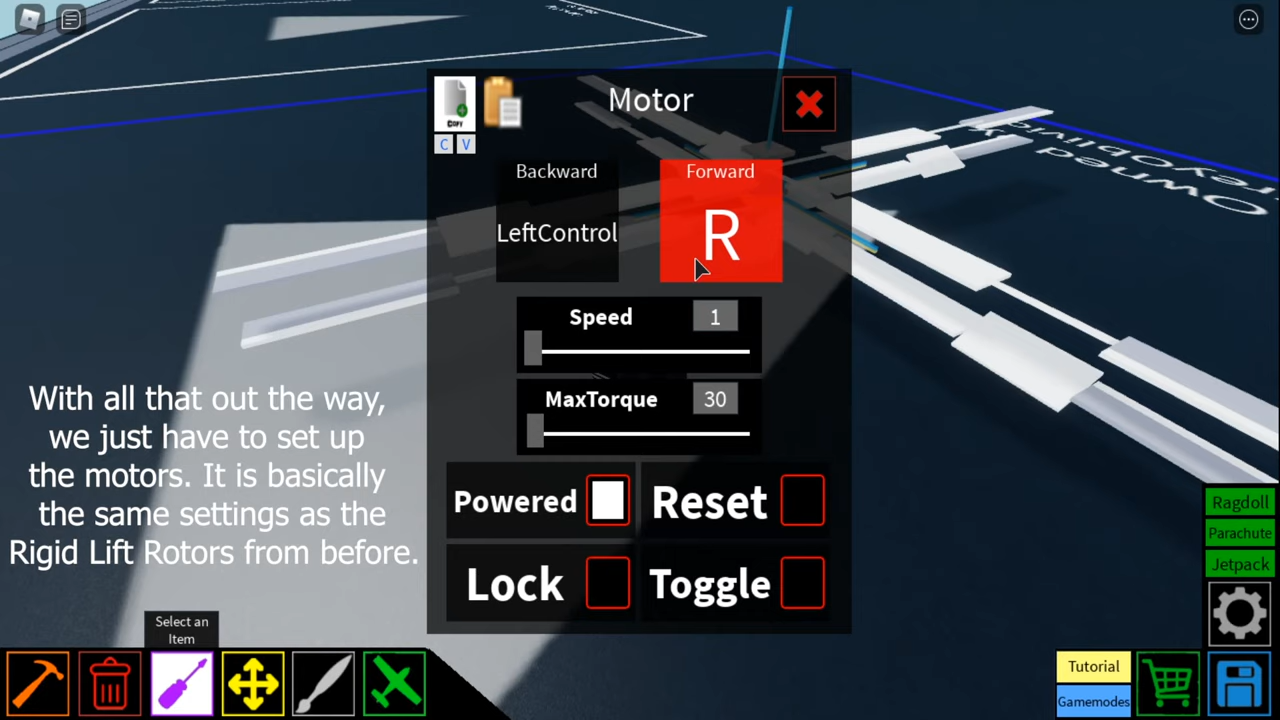 Motor
COPY
C V
Backward
LeftControl
Forward
R
Speed 1
MaxTorque 30
Powered
Reset
Lock
Toggle
With all that out the way,
we just have to set up
the motors. It is basically
the same settings as the
Rigid Lift Rotors from before.
Select an
Item
Owned
Ragdoll
Parachute
Jetpack
Tutorial
Gamemodes